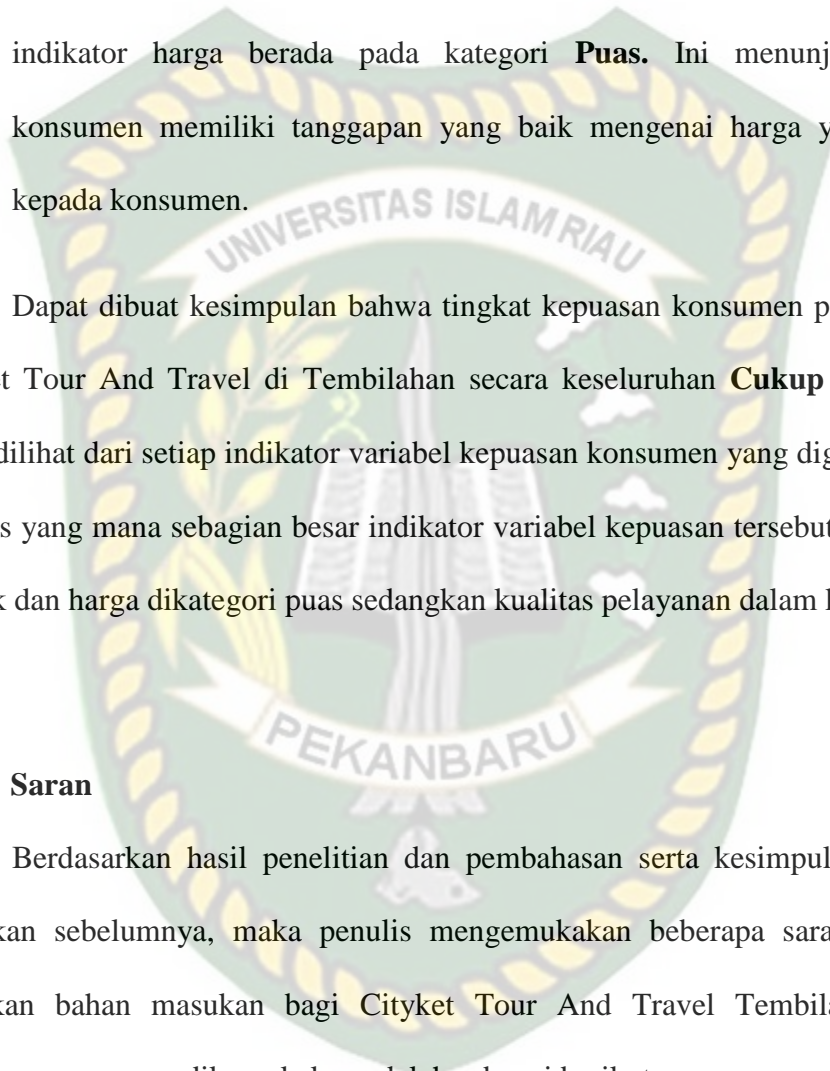 indikator harga berada pada kategori Puas. Ini menunj
konsumen memiliki tanggapan yang baik mengenai harga y
kepada konsumen.
UNIVERSITAS ISLAM RIAU
Dapat dibuat kesimpulan bahwa tingkat kepuasan konsumen p
t Tour And Travel di Tembilahan secara keseluruhan Cukup
dilihat dari setiap indikator variabel kepuasan konsumen yang dig
s yang mana sebagian besar indikator variabel kepuasan tersebut
k dan harga dikategori puas sedangkan kualitas pelayanan dalam
PEKANBARU
Saran
Berdasarkan hasil penelitian dan pembahasan serta kesimpul
kan sebelumnya, maka penulis mengemukakan beberapa sara
kan bahan masukan bagi Cityket Tour And Travel Tembila